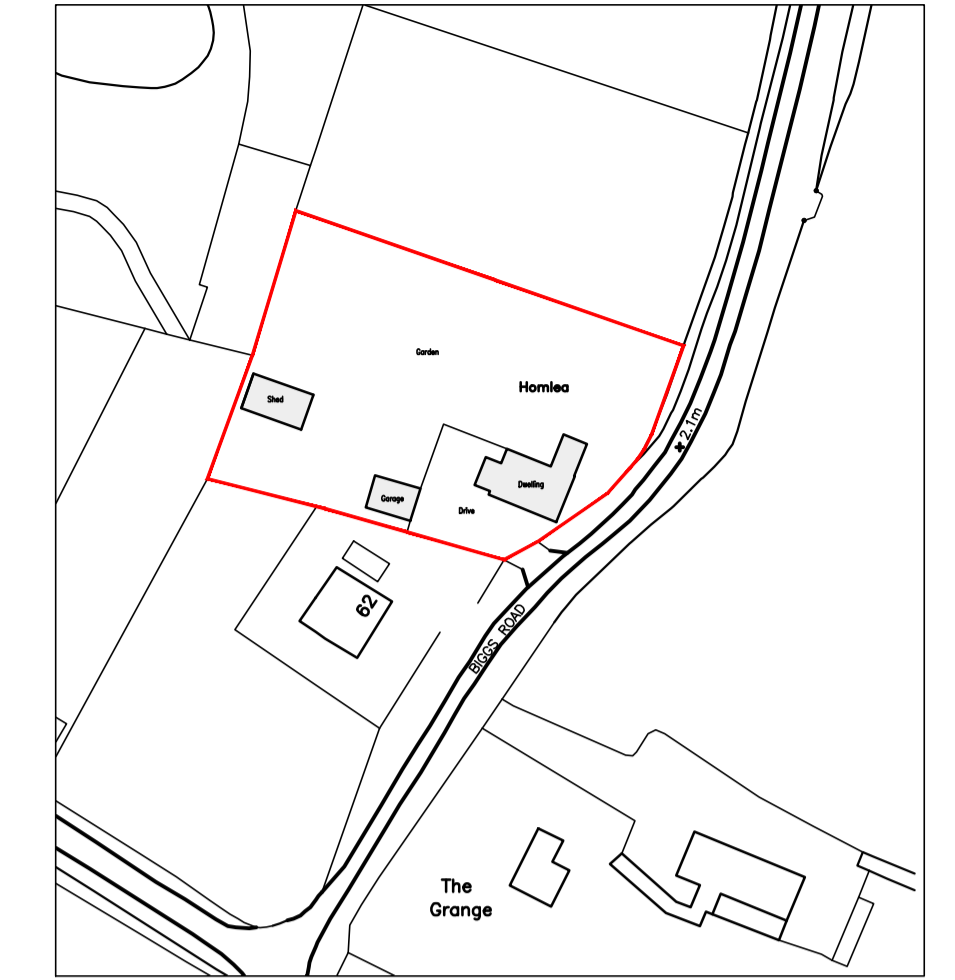 Garden
Homlea
Shed
2.1m
Dwelling
Garage
Drive
62
BIGGS ROAD
The
Grange